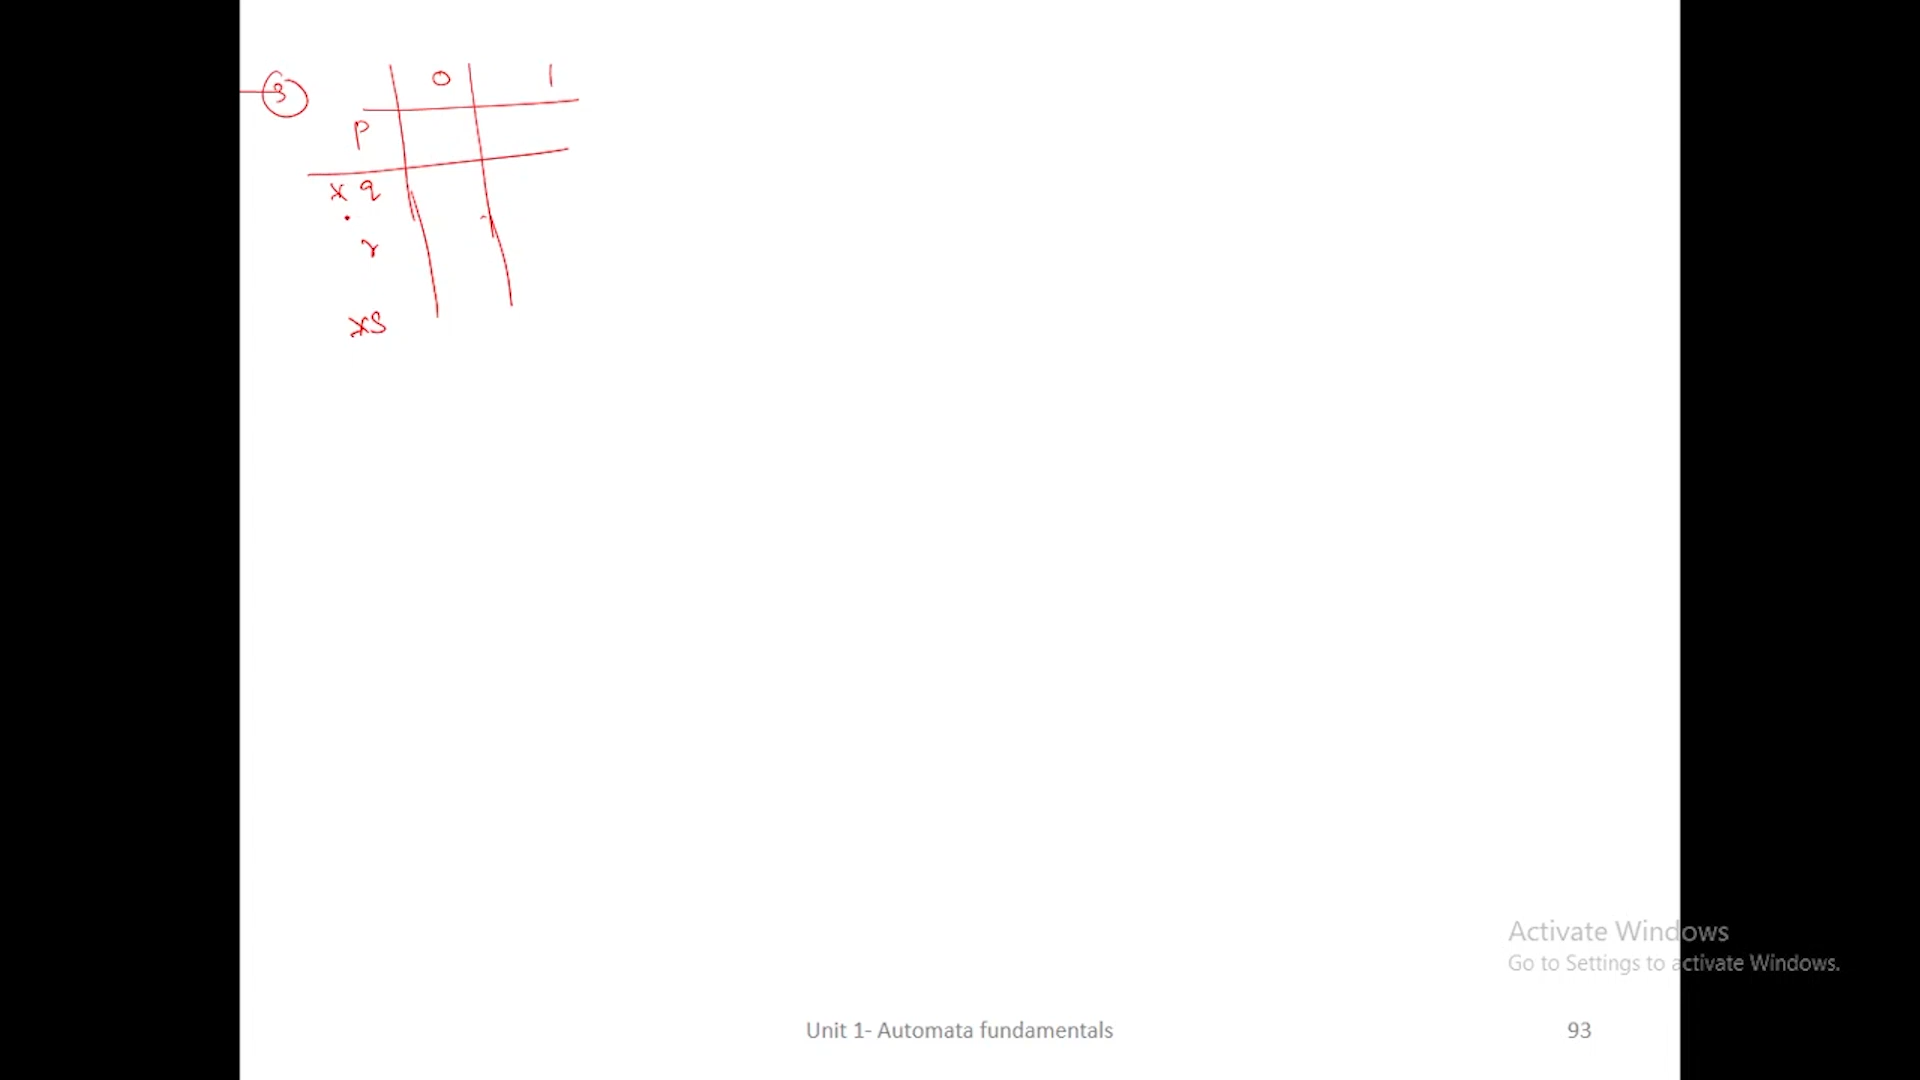 3 0 1
p
* q
r
* s
Activate Windows
Go to Settings to activate Windows.
Unit 1- Automata fundamentals 93